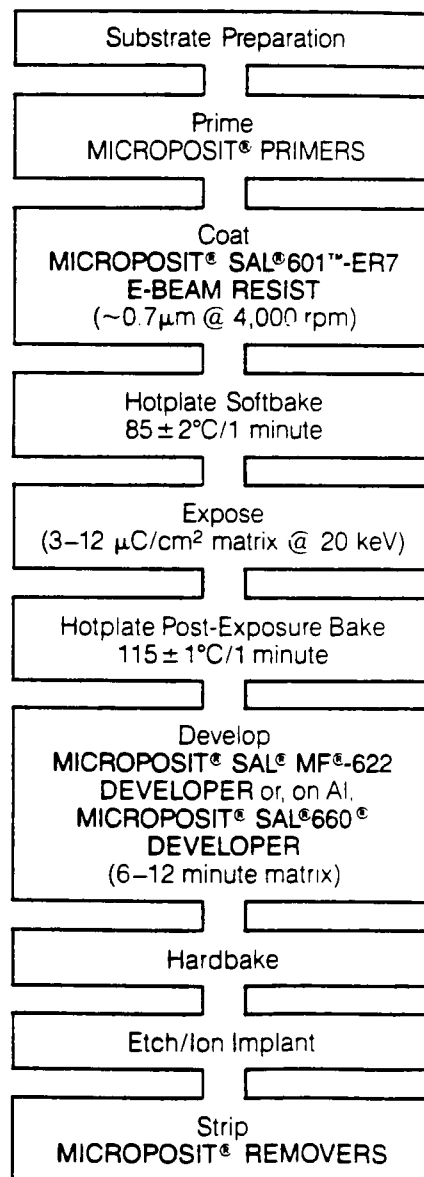 Substrate Preparation
Prime
MICROPOSIT® PRIMERS
Coat
MICROPOSIT® SAL®601™-ER7
E-BEAM RESIST
(~0.7μm @ 4,000 rpm)
Hotplate Softbake
85 ± 2°C/1 minute
Expose
(3–12 μC/cm² matrix @ 20 keV)
Hotplate Post-Exposure Bake
115 ± 1°C/1 minute
Develop
MICROPOSIT® SAL® MF®-622
DEVELOPER or, on Al,
MICROPOSIT® SAL®660®
DEVELOPER
(6–12 minute matrix)
Hardbake
Etch/Ion Implant
Strip
MICROPOSIT® REMOVERS